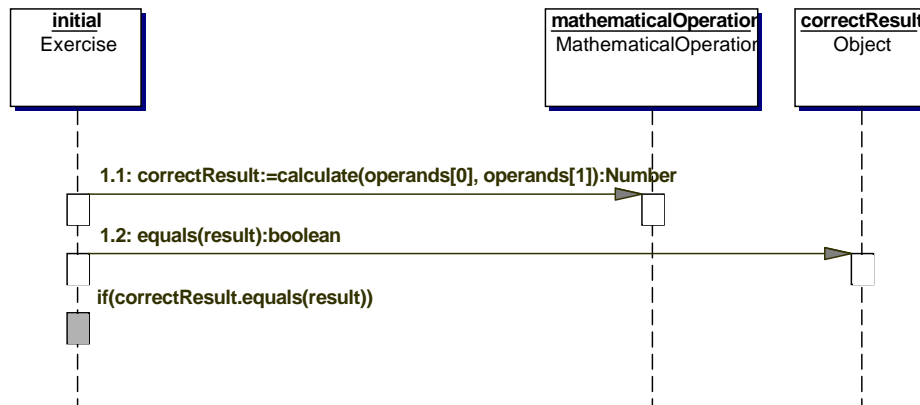 initial
Exercise
mathematicalOperation
MathematicalOperation
correctResult
Object
1.1: correctResult:=calculate(operands[0], operands[1]):Number
1.2: equals(result):boolean
if(correctResult.equals(result))